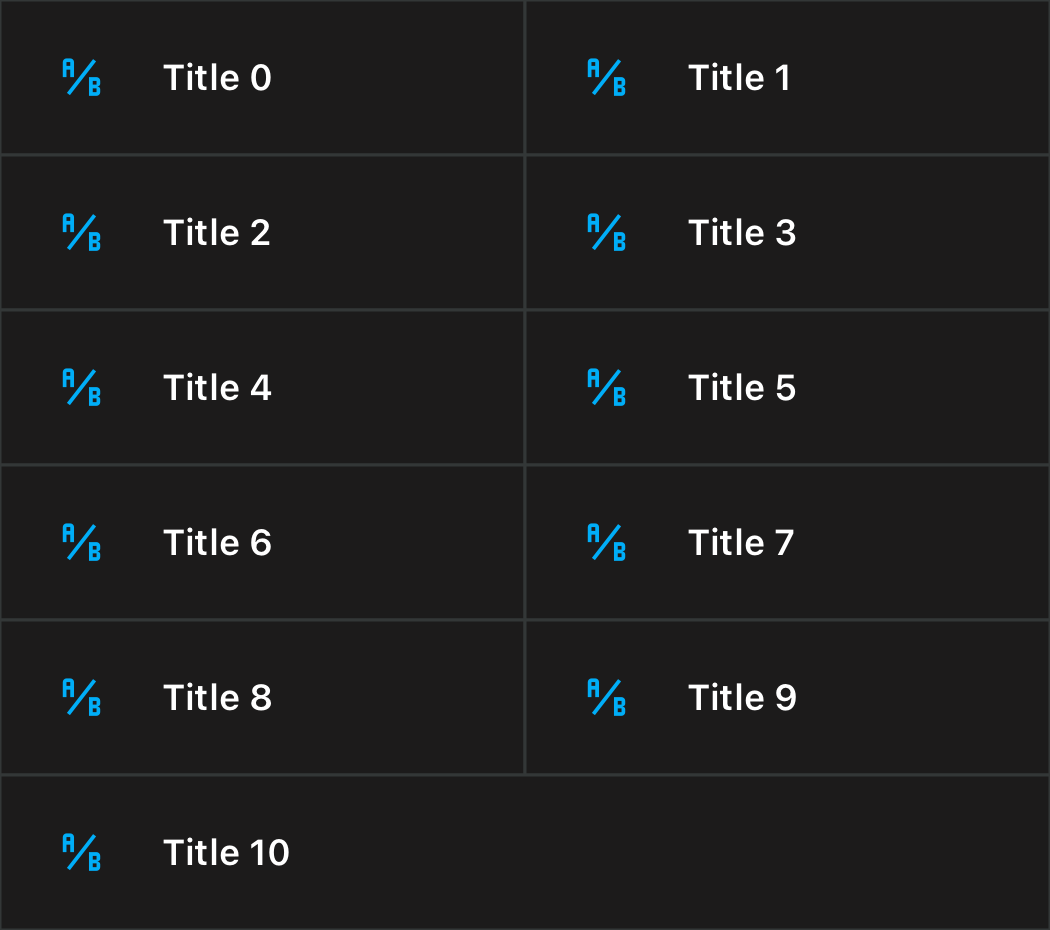 A/B Title 0
A/B Title 1
A/B Title 2
A/B Title 3
A/B Title 4
A/B Title 5
A/B Title 6
A/B Title 7
A/B Title 8
A/B Title 9
A/B Title 10